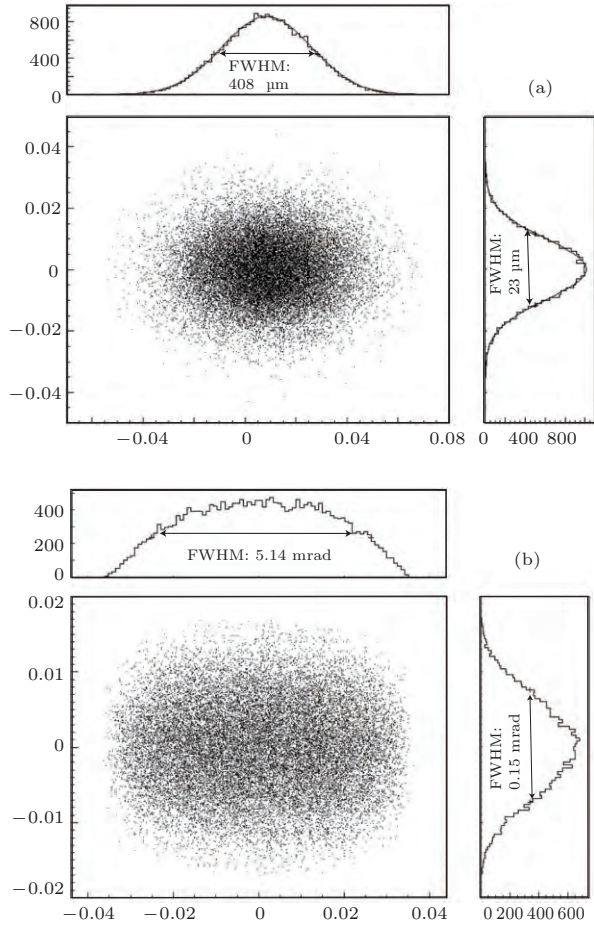 800
400
0
FWHM:
408 µm
(a)
0.04
0.02
0
−0.02
−0.04
−0.04 0 0.04 0.08
FWHM:
23 µm
0 400 800
400
200
0
FWHM: 5.14 mrad
(b)
0.02
0.01
0
−0.01
−0.02
−0.04 −0.02 0 0.02 0.04
FWHM:
0.15 mrad
0 200 400 600